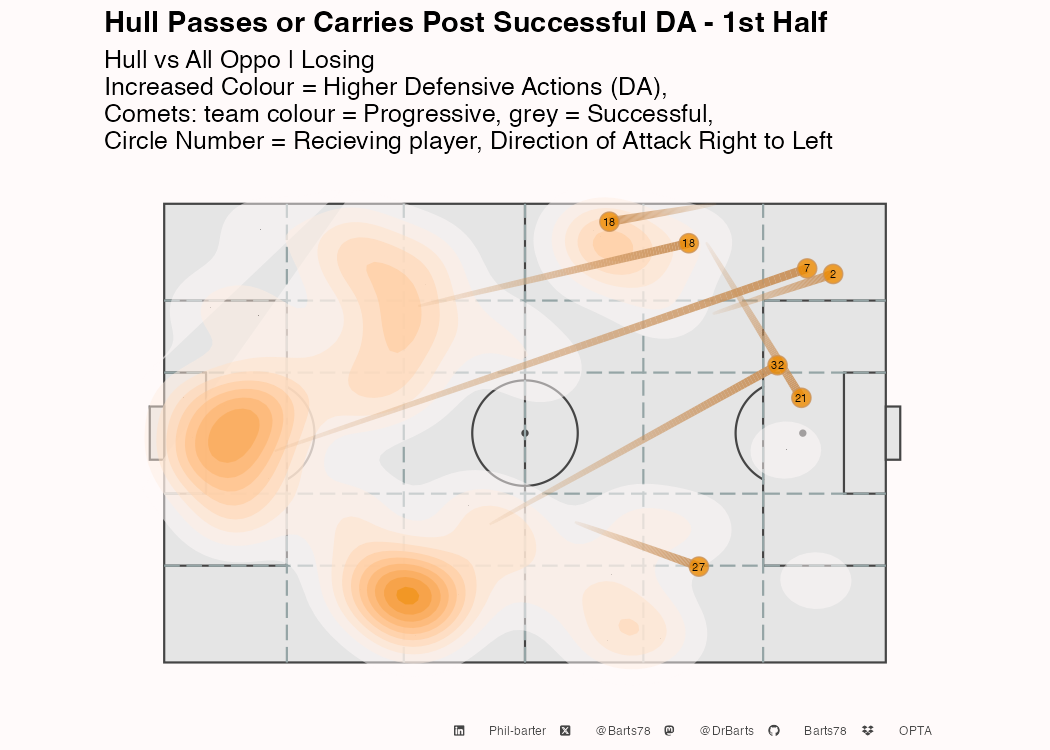 Hull Passes or Carries Post Successful DA - 1st Half
Hull vs All Oppo | Losing
Increased Colour = Higher Defensive Actions (DA),
Comets: team colour = Progressive, grey = Successful,
Circle Number = Recieving player, Direction of Attack Right to Left
18
18
7
2
32
21
27
Phil-barter @Barts78 @DrBarts Barts78 OPTA